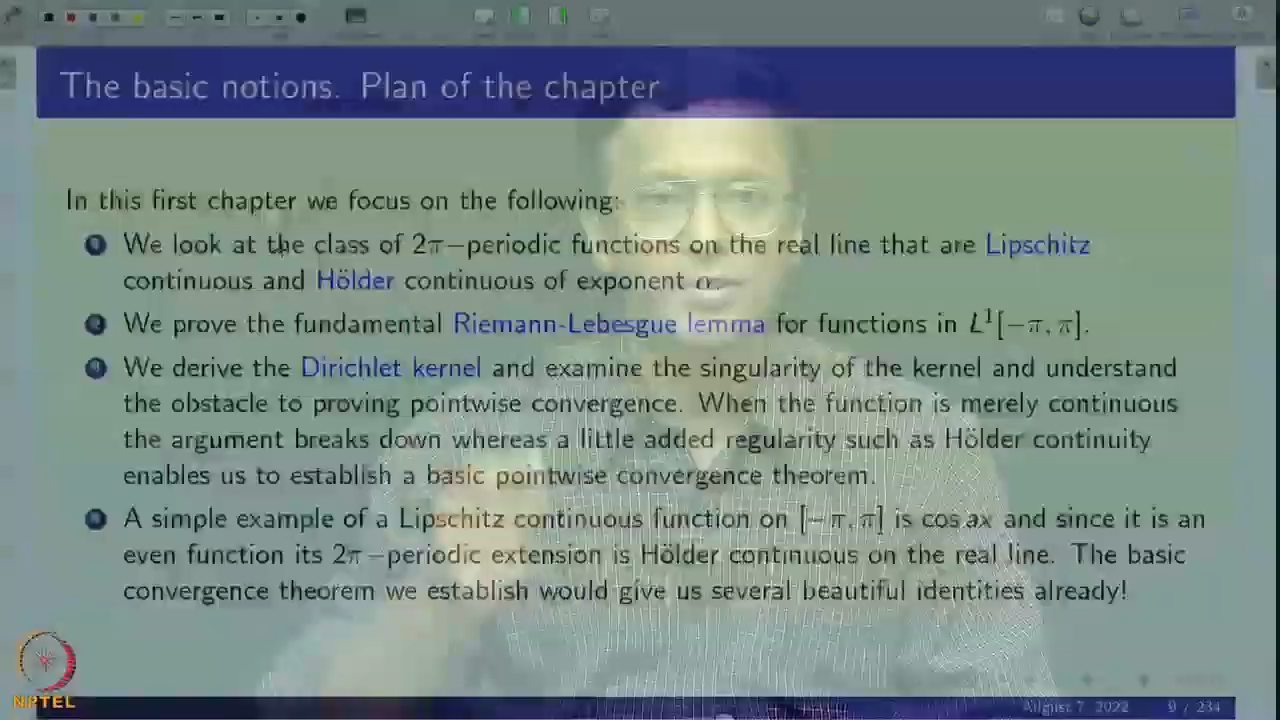 The basic notions. Plan of the chapter
In this first chapter we focus on the following:
1 We look at the class of 2π−periodic functions on the real line that are Lipschitz
continuous and Hölder continuous of exponent α.
2 We prove the fundamental Riemann-Lebesgue lemma for functions in L¹[−π, π].
3 We derive the Dirichlet kernel and examine the singularity of the kernel and understand
the obstacle to proving pointwise convergence. When the function is merely continuous
the argument breaks down whereas a little added regularity such as Hölder continuity
enables us to establish a basic pointwise convergence theorem.
4 A simple example of a Lipschitz continuous function on [−π, π] is cos ax and since it is an
even function its 2π−periodic extension is Hölder continuous on the real line. The basic
convergence theorem we establish would give us several beautiful identities already!
NPTEL
August 7, 2022 9 / 234